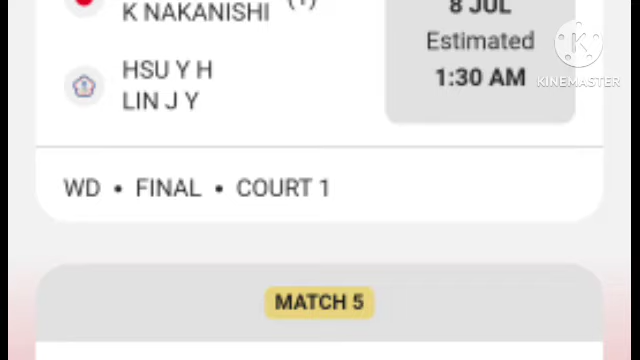 K NAKANISHI
8 JUL
Estimated
1:30 AM
HSU Y H
LIN J Y
WD • FINAL • COURT 1
MATCH 5
KINEMASTER